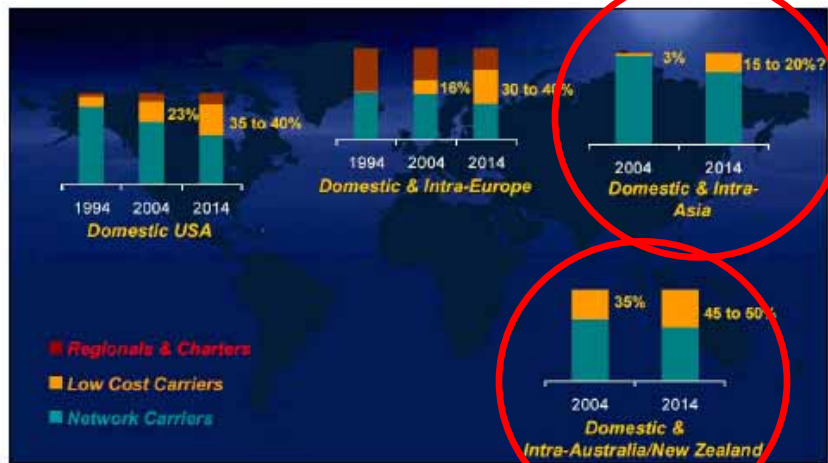 23%
35 to 40%
1994 2004 2014
Domestic USA
16%
30 to 40%
1994 2004 2014
Domestic & Intra-Europe
3%
15 to 20%?
2004 2014
Domestic & Intra-
Asia
35%
45 to 50%
2004 2014
Domestic &
Intra-Australia/New Zealand
Regionals & Charters
Low Cost Carriers
Network Carriers